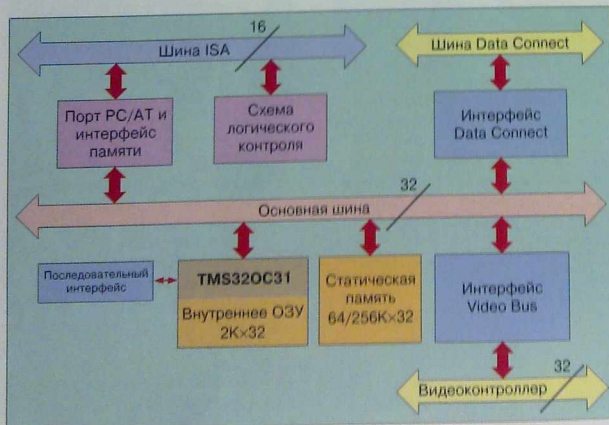 16
Шина ISA
Шина Data Connect
Порт PC/AT и
интерфейс
памяти
Схема
логического
контроля
Интерфейс
Data Connect
32
Основная шина
Последовательный
интерфейс
TMS32OC31
Внутреннее ОЗУ
2K×32
Статическая
память
64/256K×32
Интерфейс
Video Bus
32
Видеоконтроллер